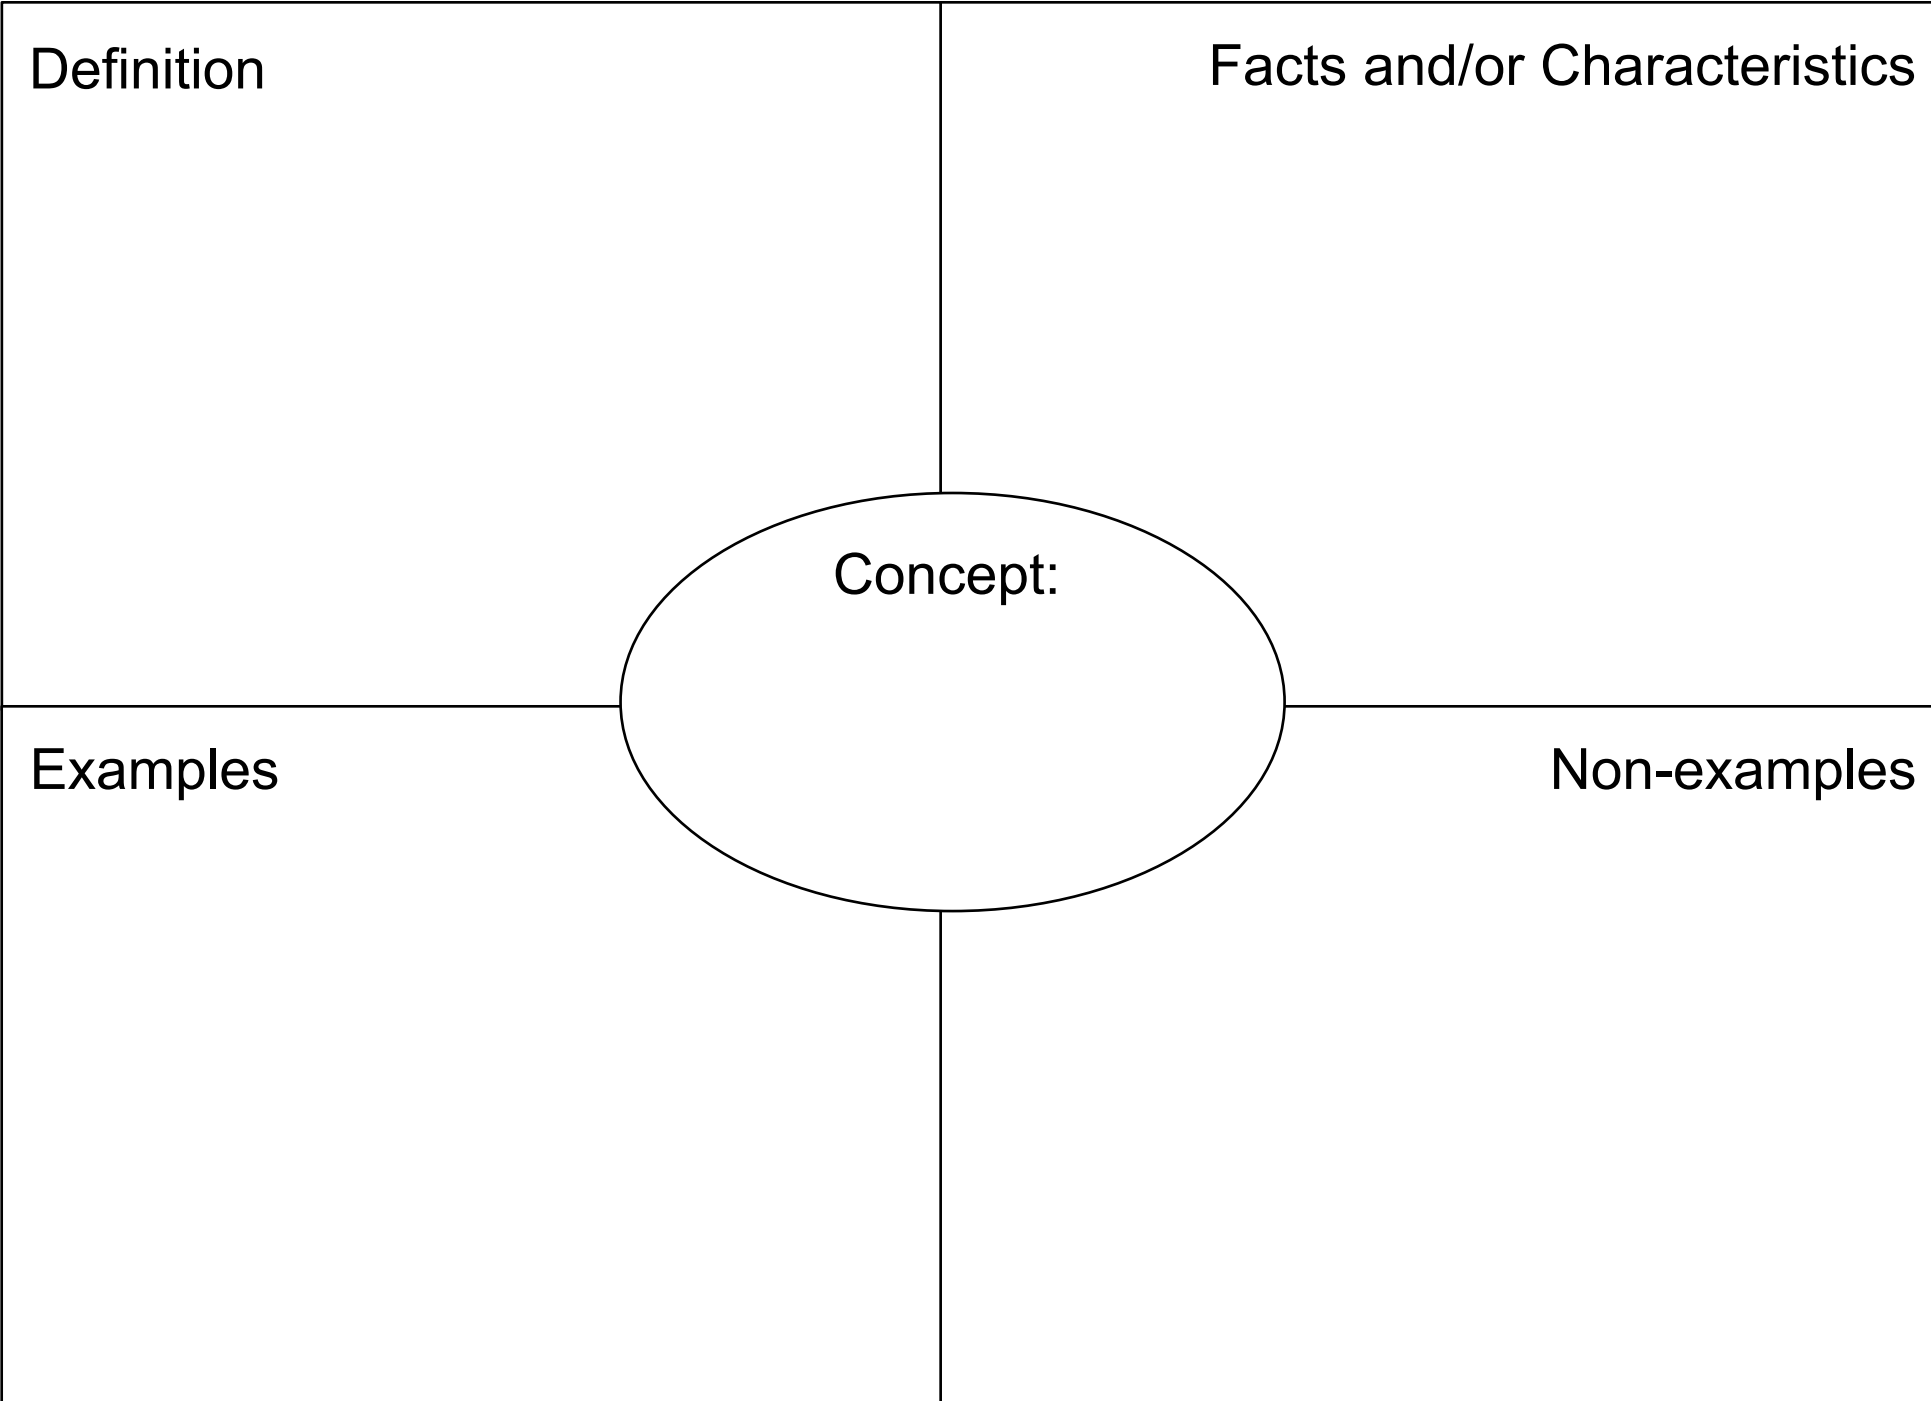 Definition
Facts and/or Characteristics
Concept:
Examples
Non-examples